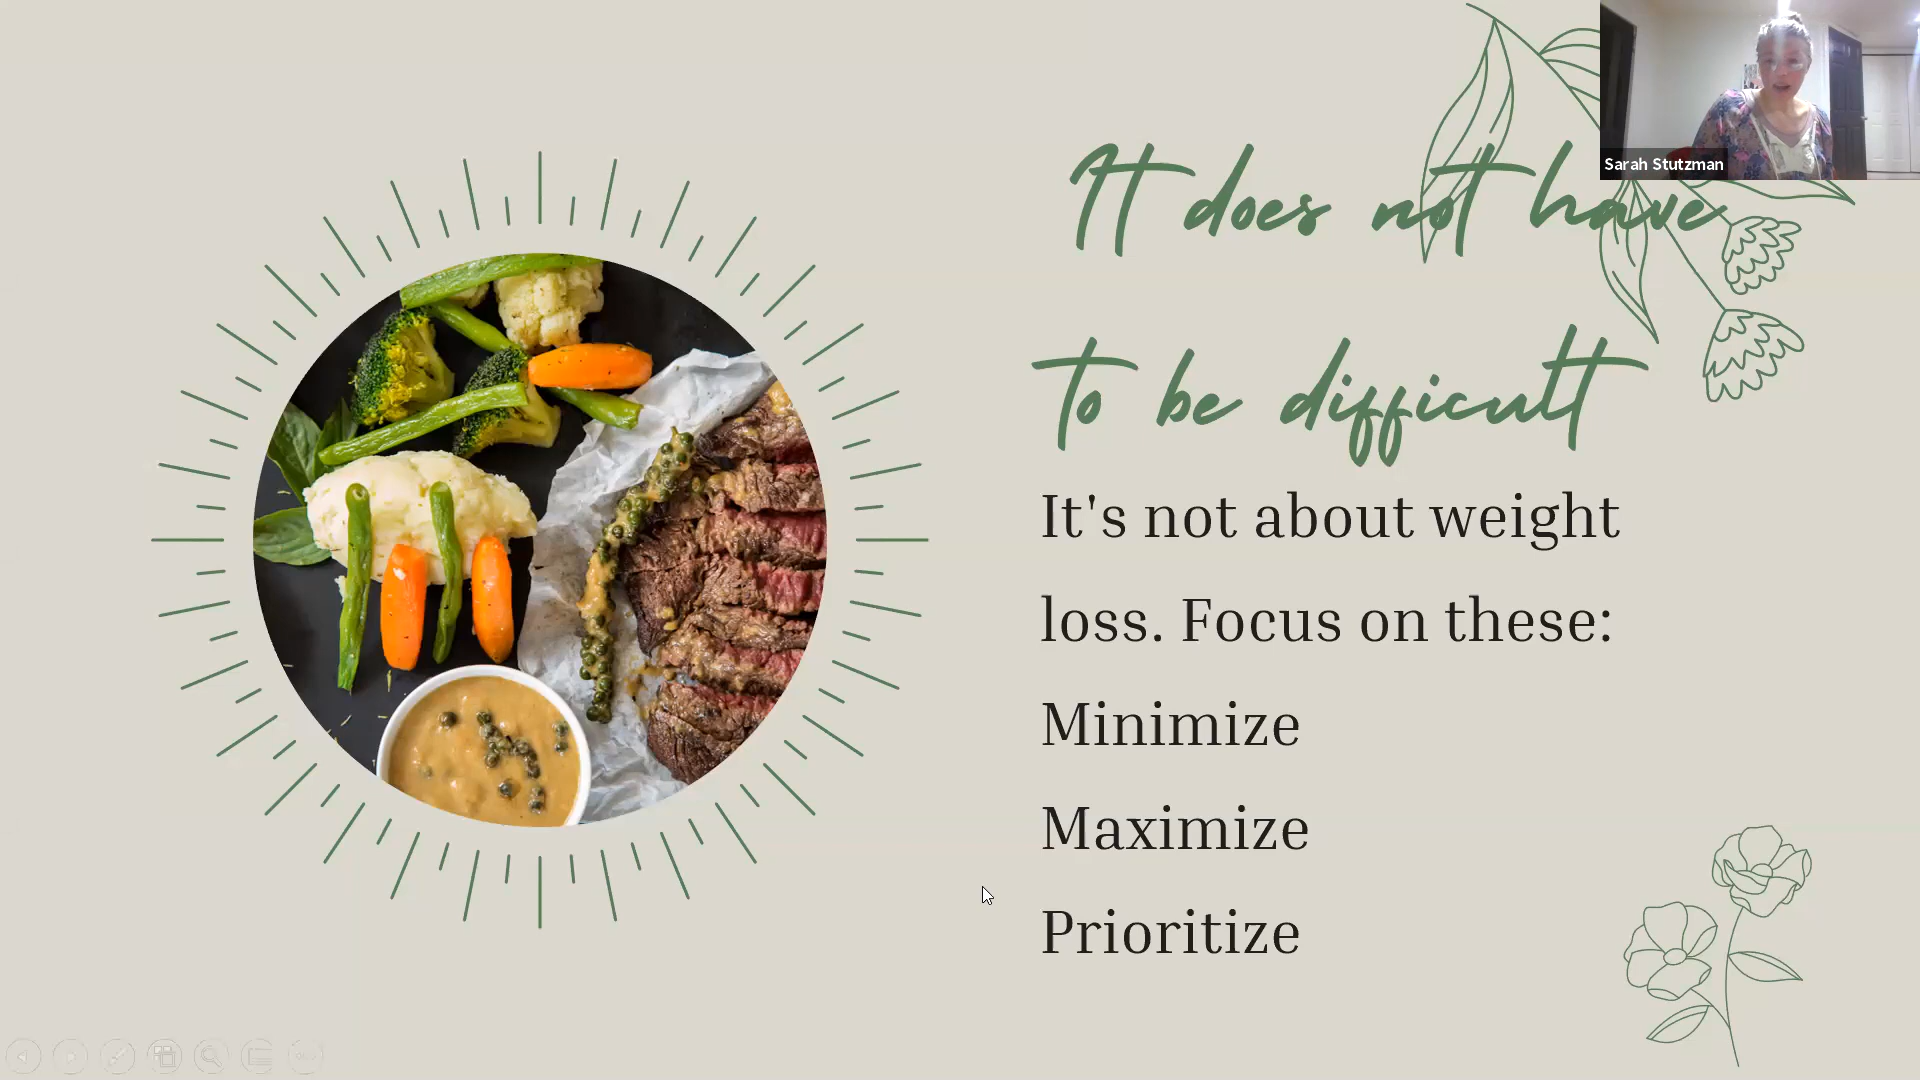 Sarah Stutzman
It does not have
to be difficult
It's not about weight
loss. Focus on these:
Minimize
Maximize
Prioritize